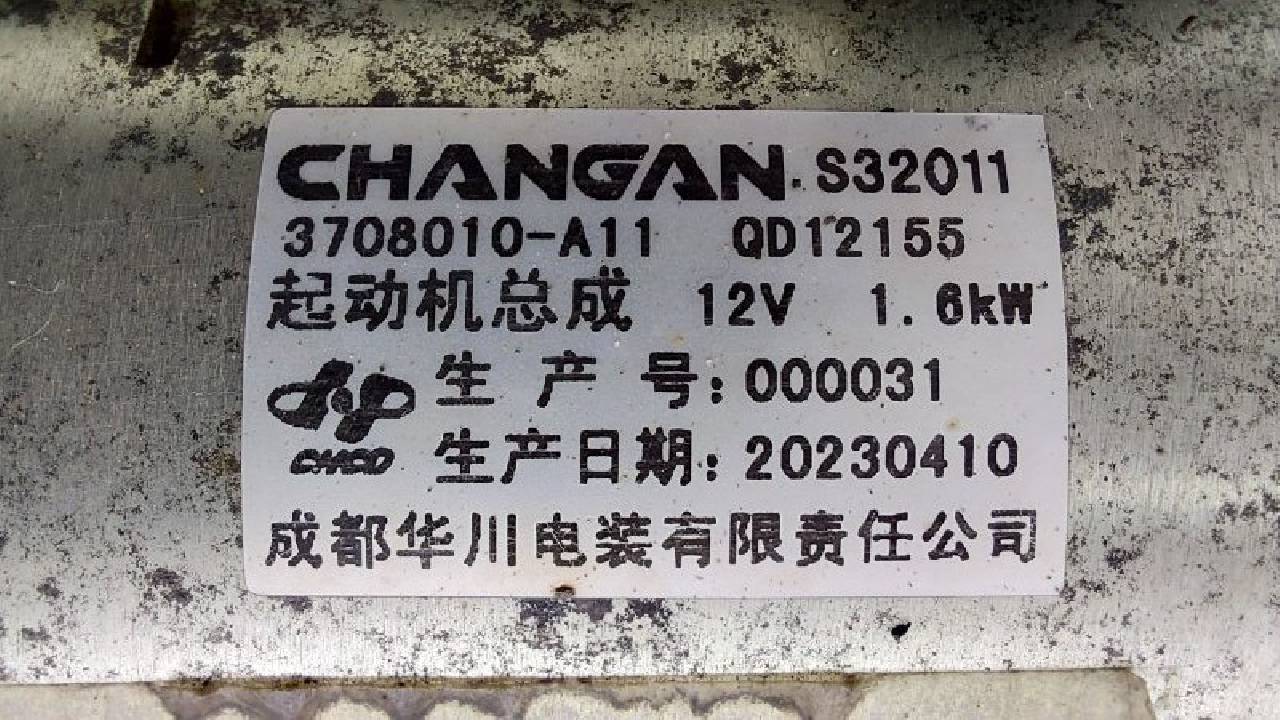 CHANGAN S32011
3708010-A11 QD12155
起动机总成 12V 1.6kW
生产号:000031
CHCD
生产日期:20230410
成都华川电装有限责任公司